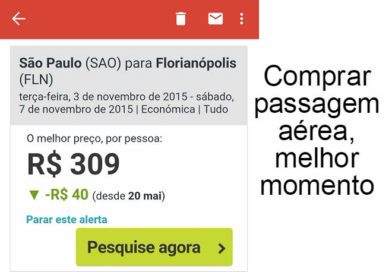 São Paulo (SAO) para Florianópolis
(FLN)
terça-feira, 3 de novembro de 2015 - sábado,
7 de novembro de 2015 | Económica | Tudo
O melhor preço, por pessoa:
R$ 309
▼ -R$ 40 (desde 20 mai)
Parar este alerta
Pesquise agora >
Comprar
passagem
aérea,
melhor
momento